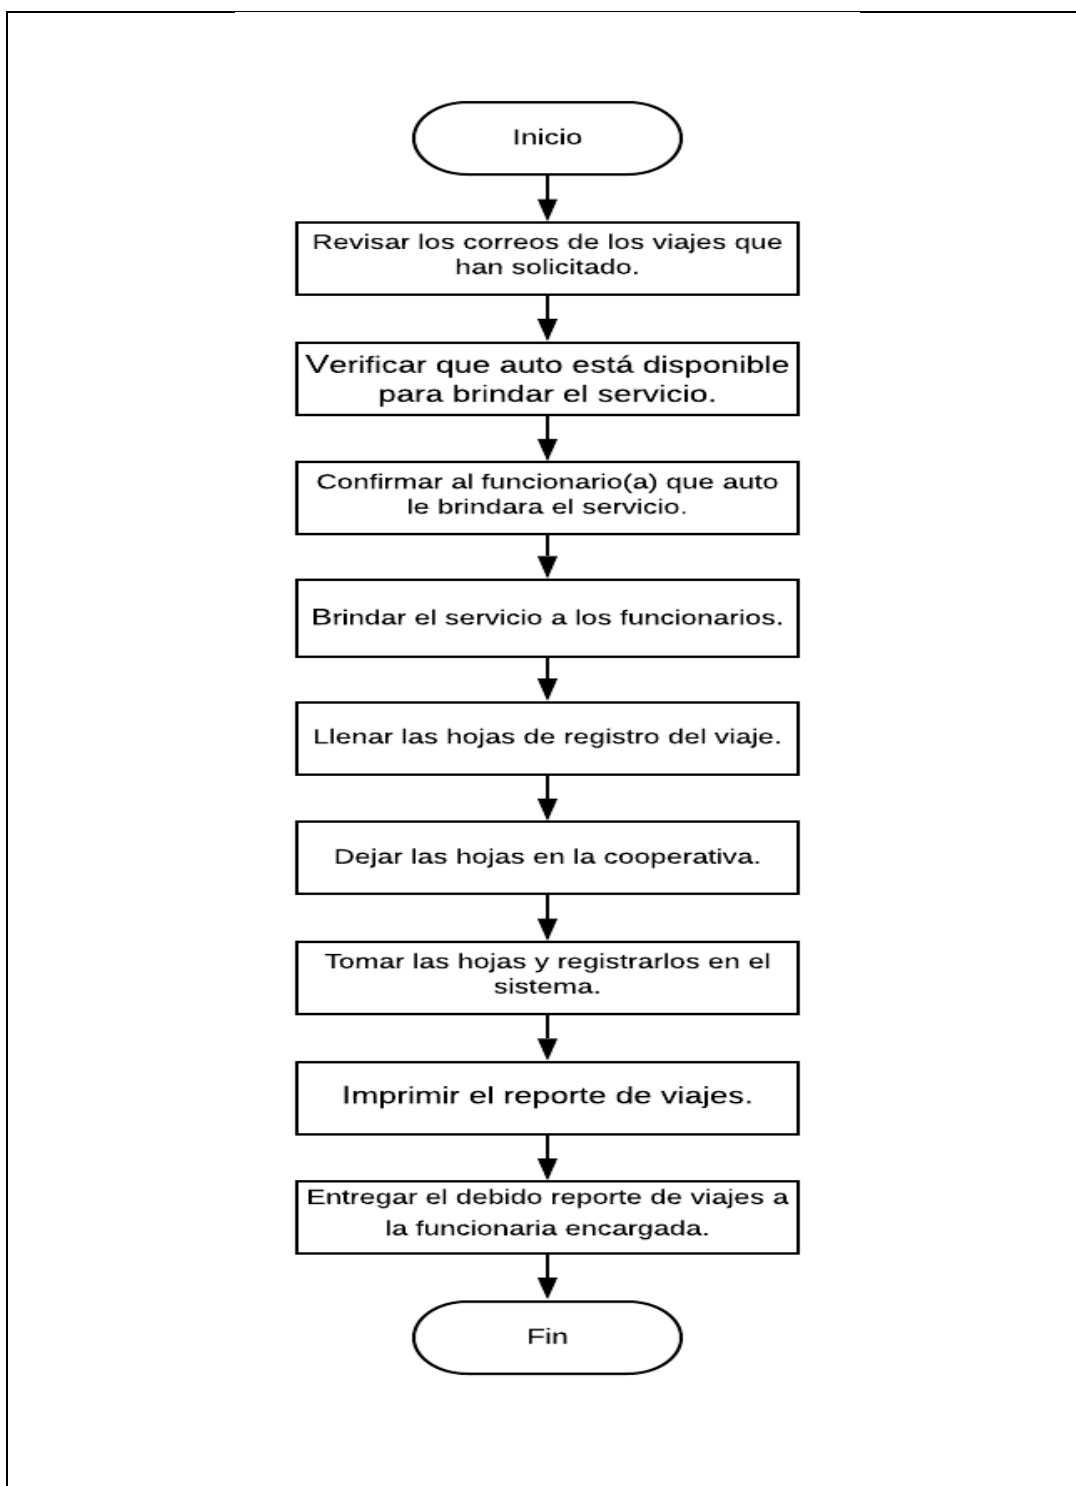 Inicio
Revisar los correos de los viajes que
han solicitado.
Verificar que auto está disponible
para brindar el servicio.
Confirmar al funcionario(a) que auto
le brindara el servicio.
Brindar el servicio a los funcionarios.
Llenar las hojas de registro del viaje.
Dejar las hojas en la cooperativa.
Tomar las hojas y registrarlos en el
sistema.
Imprimir el reporte de viajes.
Entregar el debido reporte de viajes a
la funcionaria encargada.
Fin